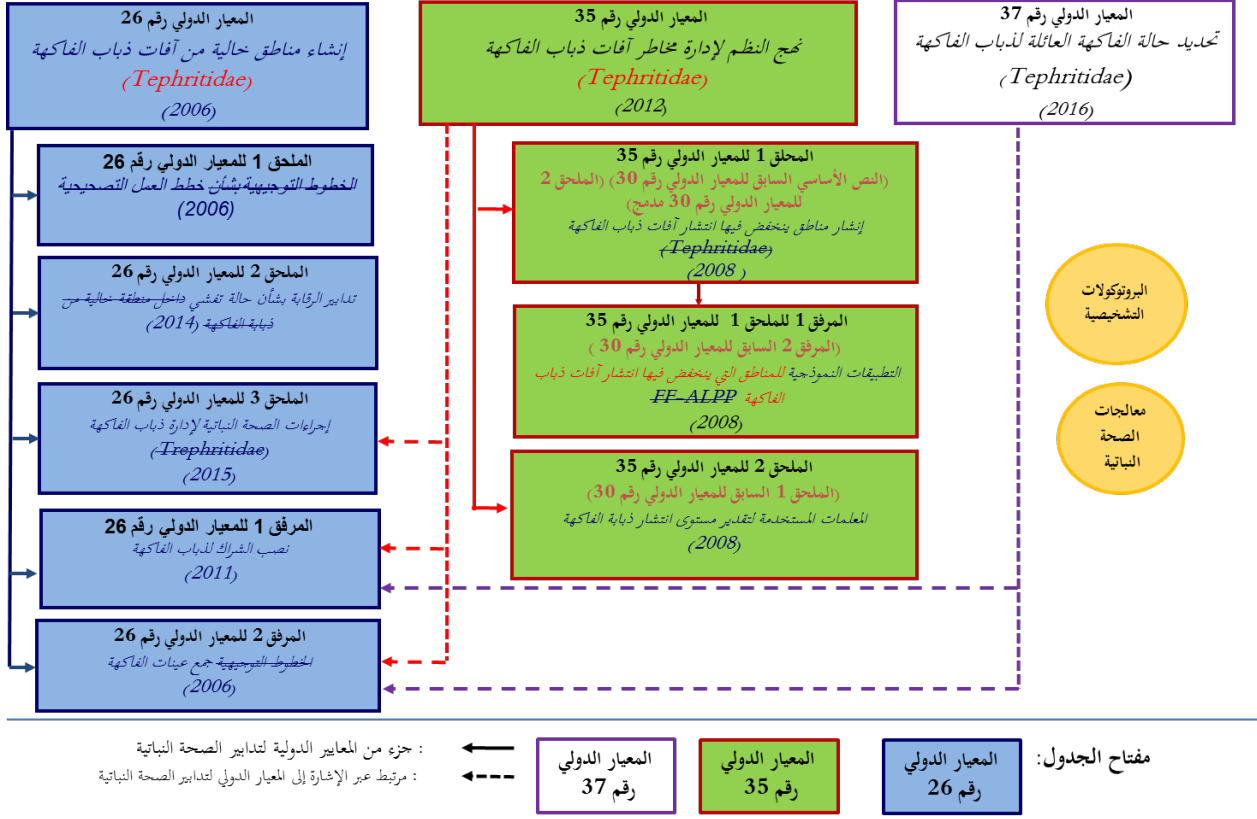 المعيار الدولي رقم 26
إنشاء مناطق خالية من آفات ذباب الفاكهة
(Tephritidae)
(2006)
الملحق 1 للمعيار الدولي رقم 26
الخطوط التوجيهية بشأن خطط العمل التصحيحية
(2006)
الملحق 2 للمعيار الدولي رقم 26
تدابير الرقابة بشأن حالة تفشي داخل منطقة خالية من
ذبابة الفاكهة (2014)
الملحق 3 للمعيار الدولي رقم 26
إجراءات الصحة النباتية لإدارة ذباب الفاكهة
(Trephritidae)
(2015)
المرفق 1 للمعيار الدولي رقم 26
نصب الشراك لذباب الفاكهة
(2011)
المرفق 2 للمعيار الدولي رقم 26
الخطوط التوجيهية جمع عينات الفاكهة
(2006)
المعيار الدولي رقم 35
نهج النظم لإدارة مخاطر آفات ذباب الفاكهة
(Tephritidae)
(2012)
المحلق 1 للمعيار الدولي رقم 35
(النص الأساسي السابق للمعيار الدولي رقم 30) (الملحق 2
للمعيار الدولي رقم 30 مدمج)
إنشار مناطق ينخفض فيها انتشار آفات ذباب الفاكهة
(Tephritidae)
(2008 )
المرفق 1 للملحق 1 للمعيار الدولي رقم 35
(المرفق 2 السابق للمعيار الدولي رقم 30 )
التطبيقات النموذجية للمناطق التي ينخفض فيها انتشار آفات ذباب
الفاكهة FF-ALPP
(2008)
الملحق 2 للمعيار الدولي رقم 35
(الملحق 1 السابق للمعيار الدولي رقم 30)
المعلمات المستخدمة لتقدير مستوى انتشار ذبابة الفاكهة
(2008)
المعيار الدولي رقم 37
تحديد حالة الفاكهة العائلة لذباب الفاكهة
(Tephritidae)
(2016)
البروتوكولات
التشخيصية
معالجات
الصحة
النباتية
مفتاح الجدول:
المعيار الدولي
رقم 26
المعيار الدولي
رقم 35
المعيار الدولي
رقم 37
: جزء من المعايير الدولية لتدابير الصحة النباتية
: مرتبط عبر الإشارة إلى المعيار الدولي لتدابير الصحة النباتية